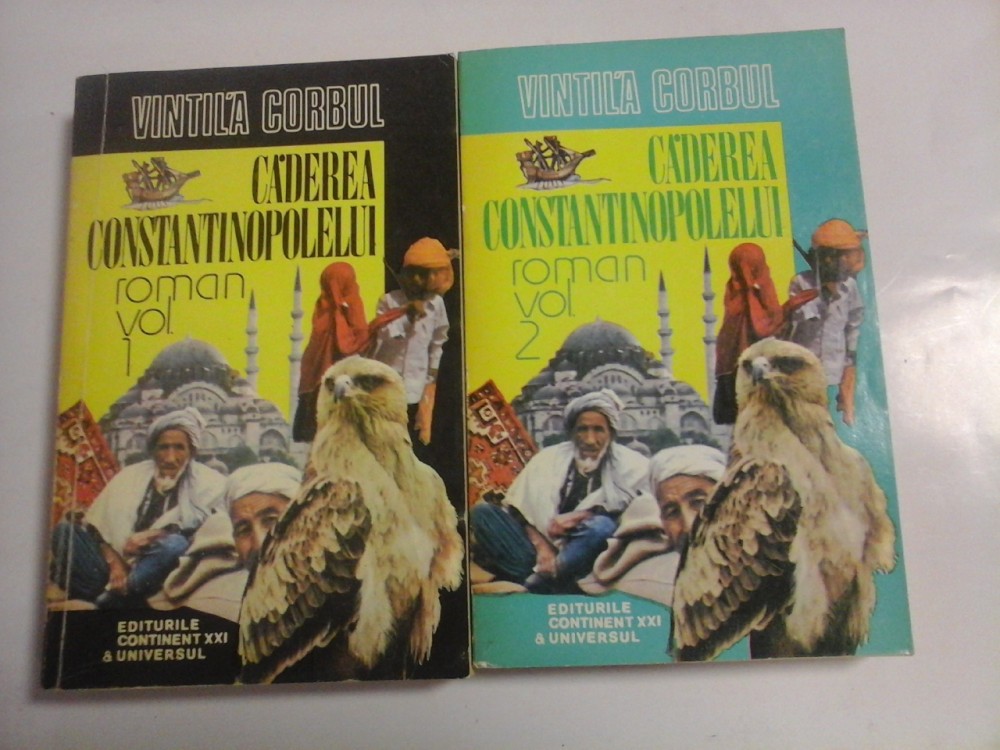 VINTILĂ CORBUL
CĂDEREA
CONSTANTINOPOLELUI
roman
vol.
1
EDITURILE
CONTINENT XXI
& UNIVERSUL
VINTILĂ CORBUL
CĂDEREA
CONSTANTINOPOLELUI
roman
vol.
2
EDITURILE
CONTINENT XXI
& UNIVERSUL